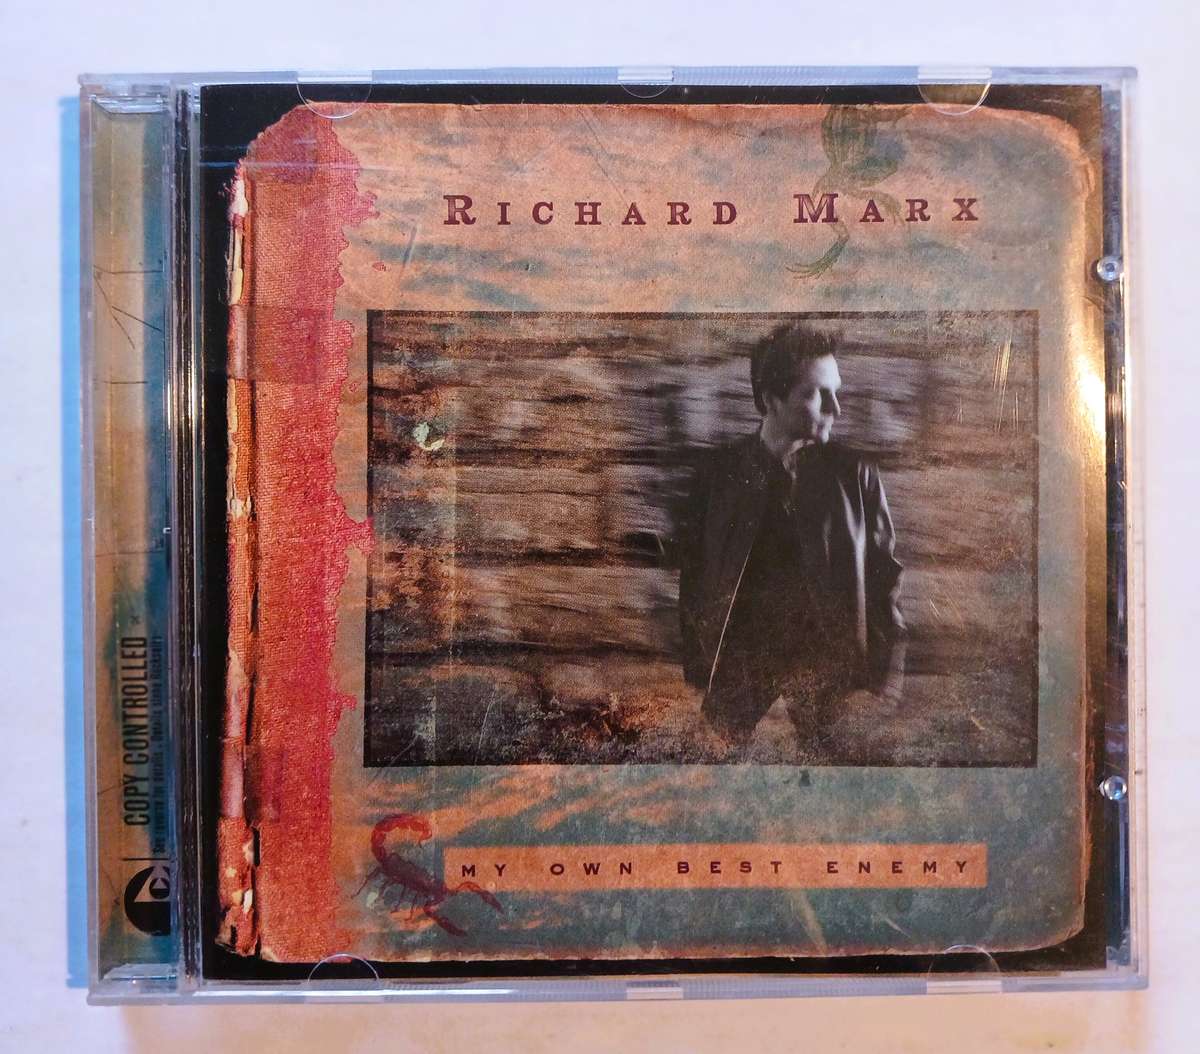 RICHARD MARX
MY OWN BEST ENEMY
COPY CONTROLLED